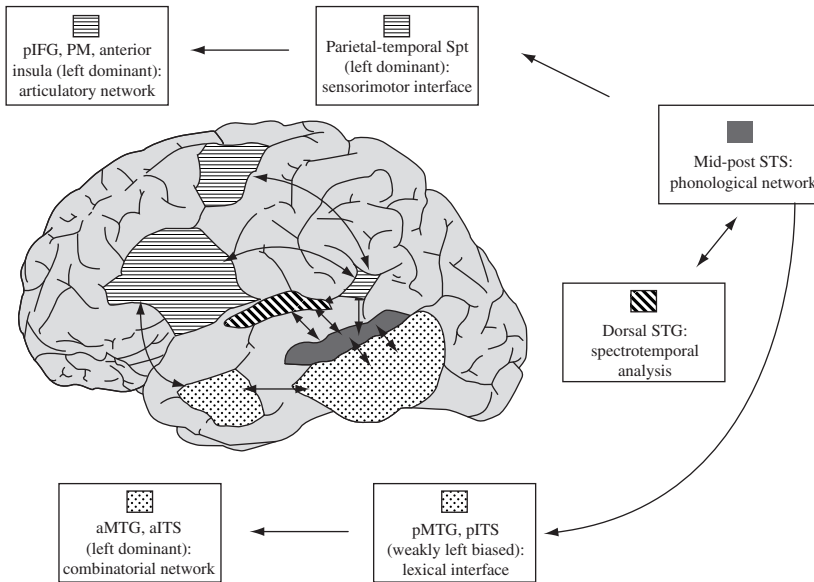 pIFG, PM, anterior
insula (left dominant):
articulatory network
Parietal-temporal Spt
(left dominant):
sensorimotor interface
Mid-post STS:
phonological network
Dorsal STG:
spectrotemporal
analysis
aMTG, aITS
(left dominant):
combinatorial network
pMTG, pITS
(weakly left biased):
lexical interface